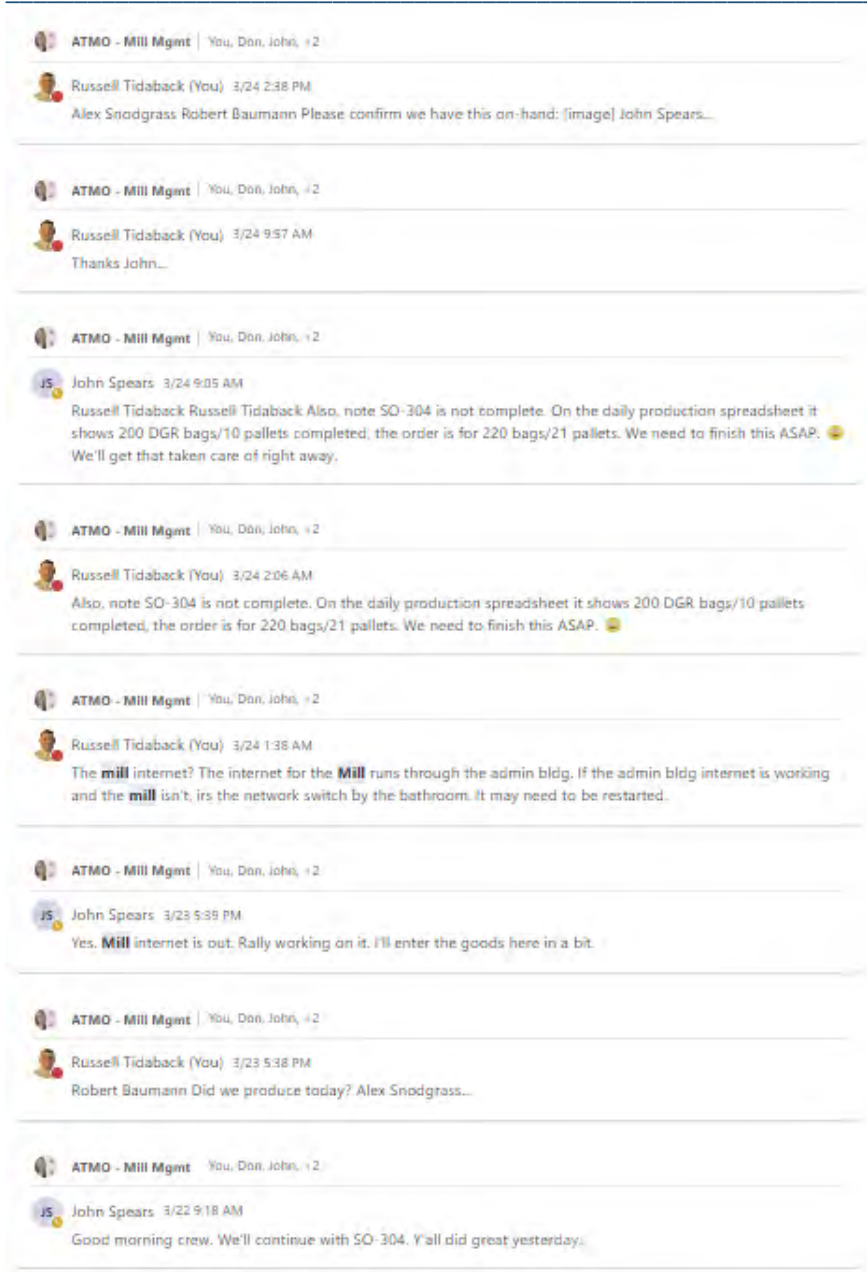 ATMO - Mill Mgmt | You, Don, John, +2
Russell Tidaback (You) 3/24 2:38 PM
Alex Snodgrass Robert Baumann Please confirm we have this on-hand: [image] John Spears...
ATMO - Mill Mgmt | You, Don, John, +2
Russell Tidaback (You) 3/24 9:57 AM
Thanks John...
ATMO - Mill Mgmt | You, Don, John, +2
JS John Spears 3/24 9:05 AM
Russell Tidaback Russell Tidaback Also, note SO-304 is not complete. On the daily production spreadsheet it
shows 200 DGR bags/10 pallets completed, the order is for 220 bags/21 pallets. We need to finish this ASAP. 😩
We'll get that taken care of right away.
ATMO - Mill Mgmt | You, Don, John, +2
Russell Tidaback (You) 3/24 2:06 AM
Also, note SO-304 is not complete. On the daily production spreadsheet it shows 200 DGR bags/10 pallets
completed, the order is for 220 bags/21 pallets. We need to finish this ASAP. 😩
ATMO - Mill Mgmt | You, Don, John, +2
Russell Tidaback (You) 3/24 1:38 AM
The mill internet? The internet for the Mill runs through the admin bldg. If the admin bldg internet is working
and the mill isn't, irs the network switch by the bathroom. It may need to be restarted.
ATMO - Mill Mgmt | You, Don, John, +2
JS John Spears 3/23 5:39 PM
Yes. Mill internet is out. Rally working on it. I'll enter the goods here in a bit.
ATMO - Mill Mgmt | You, Don, John, +2
Russell Tidaback (You) 3/23 5:38 PM
Robert Baumann Did we produce today? Alex Snodgrass...
ATMO - Mill Mgmt You, Don, John, +2
JS John Spears 3/22 9:18 AM
Good morning crew. We'll continue with SO-304. Y'all did great yesterday..